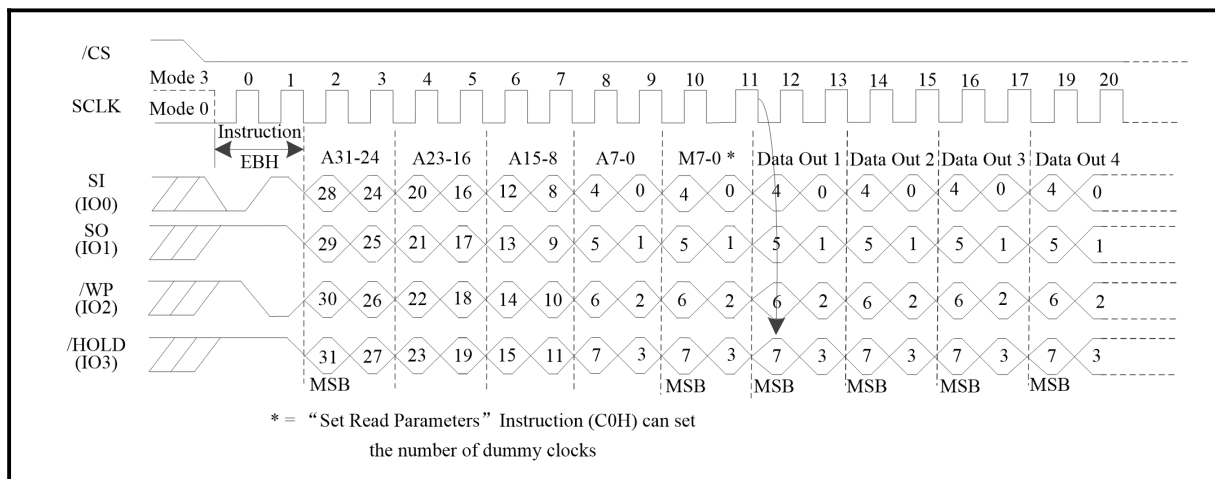 /CS
Mode 3 0 1 2 3 4 5 6 7 8 9 10 11 12 13 14 15 16 17 19 20
SCLK Mode 0
Instruction
EBH A31-24 A23-16 A15-8 A7-0 M7-0 * Data Out 1 Data Out 2 Data Out 3 Data Out 4
SI
(IO0) 28 24 20 16 12 8 4 0 4 0 4 0 4 0 4 0 4 0
SO
(IO1) 29 25 21 17 13 9 5 1 5 1 5 1 5 1 5 1 5 1
/WP
(IO2) 30 26 22 18 14 10 6 2 6 2 6 2 6 2 6 2 6 2
/HOLD
(IO3) 31 27 23 19 15 11 7 3 7 3 7 3 7 3 7 3 7 3
MSB MSB MSB MSB MSB MSB
* = “Set Read Parameters” Instruction (C0H) can set
the number of dummy clocks